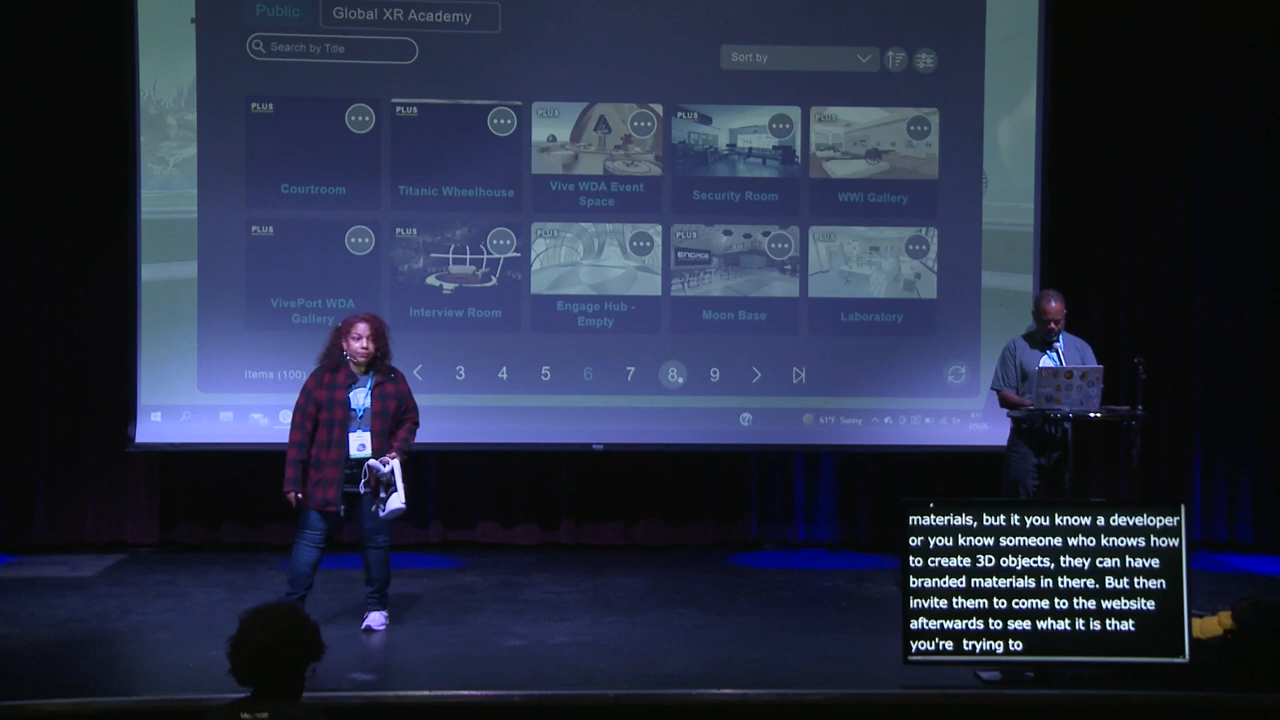 Public
Global XR Academy
Search by Title
Sort by
PLUS
Courtroom
PLUS
Titanic Wheelhouse
PLUS
Vive WDA Event
Space
PLUS
Security Room
PLUS
WWI Gallery
PLUS
VivePort WDA
Gallery
PLUS
Interview Room
PLUS
Engage Hub -
Empty
PLUS
ENGAGE
Moon Base
PLUS
Laboratory
Items (100)
3 4 5 6 7 8 9
61°F Sunny
materials, but it you know a developer
or you know someone who knows how
to create 3D objects, they can have
branded materials in there. But then
invite them to come to the website
afterwards to see what it is that
you're trying to